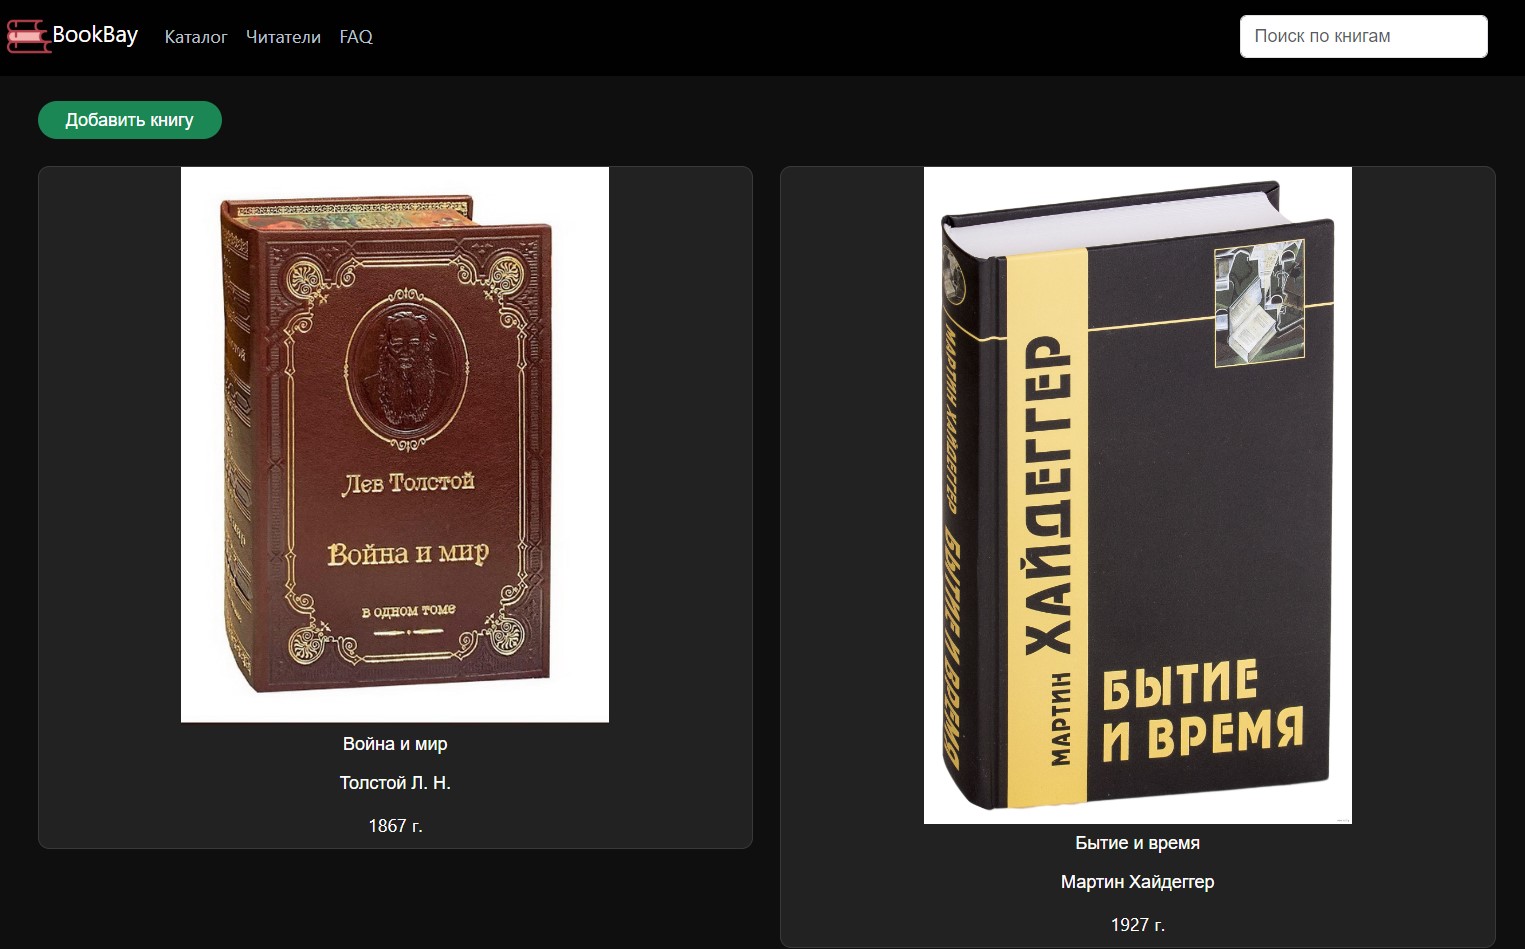 BookBay
Каталог Читатели FAQ
Поиск по книгам
Добавить книгу
Лев Толстой
Война и мир
в одном томе
Война и мир
Толстой Л. Н.
1867 г.
МАРТИН ХАЙДЕГГЕР БЫТИЕ И ВРЕМЯ
МАРТИН ХАЙДЕГГЕР
БЫТИЕ
И ВРЕМЯ
Бытие и время
Мартин Хайдеггер
1927 г.